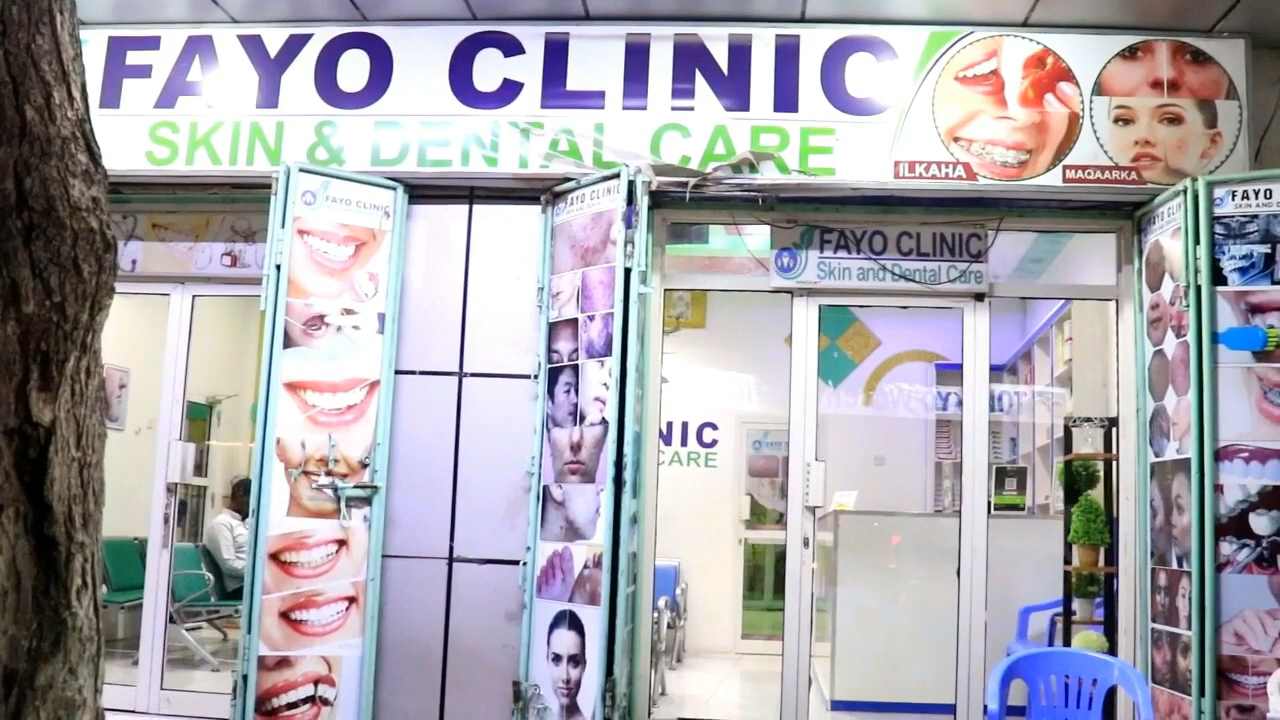 FAYO CLINIC
SKIN & DENTAL CARE
ILKAHA
MAQAARKA
FAYO CLINIC
FAYO CLINIC
FAYO CLINIC
Skin and Dental Care
FAYO
SKIN AND
NIC
CARE